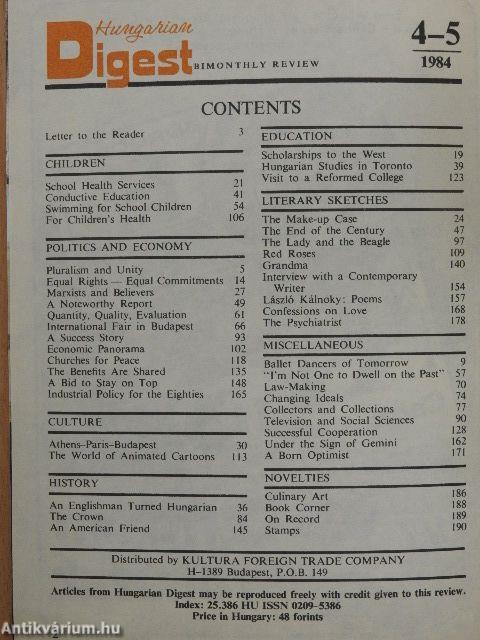 Hungarian
Digest
BIMONTHLY REVIEW
4–5
1984
CONTENTS
Letter to the Reader 3
CHILDREN
School Health Services 21
Conductive Education 41
Swimming for School Children 54
For Children's Health 106
POLITICS AND ECONOMY
Pluralism and Unity 5
Equal Rights — Equal Commitments 14
Marxists and Believers 27
A Noteworthy Report 49
Quantity, Quality, Evaluation 61
International Fair in Budapest 66
A Success Story 93
Economic Panorama 102
Churches for Peace 118
The Benefits Are Shared 135
A Bid to Stay on Top 148
Industrial Policy for the Eighties 165
CULTURE
Athens–Paris–Budapest 30
The World of Animated Cartoons 113
HISTORY
An Englishman Turned Hungarian 36
The Crown 84
An American Friend 145
EDUCATION
Scholarships to the West 19
Hungarian Studies in Toronto 39
Visit to a Reformed College 123
LITERARY SKETCHES
The Make-up Case 24
The End of the Century 47
The Lady and the Beagle 97
Red Roses 109
Grandma 140
Interview with a Contemporary
Writer 154
László Kálnoky: Poems 157
Confessions on Love 168
The Psychiatrist 178
MISCELLANEOUS
Ballet Dancers of Tomorrow 9
"I'm Not One to Dwell on the Past" 57
Law-Making 70
Changing Ideals 74
Collectors and Collections 77
Television and Social Sciences 90
Successful Cooperation 128
Under the Sign of Gemini 162
A Born Optimist 171
NOVELTIES
Culinary Art 186
Book Corner 188
On Record 189
Stamps 190
Distributed by KULTURA FOREIGN TRADE COMPANY
H–1389 Budapest, P.O.B. 149
Articles from Hungarian Digest may be reproduced freely with credit given to this review.
Index: 25.386 HU ISSN 0209–5386
Price in Hungary: 48 forints
Antikvárium.hu